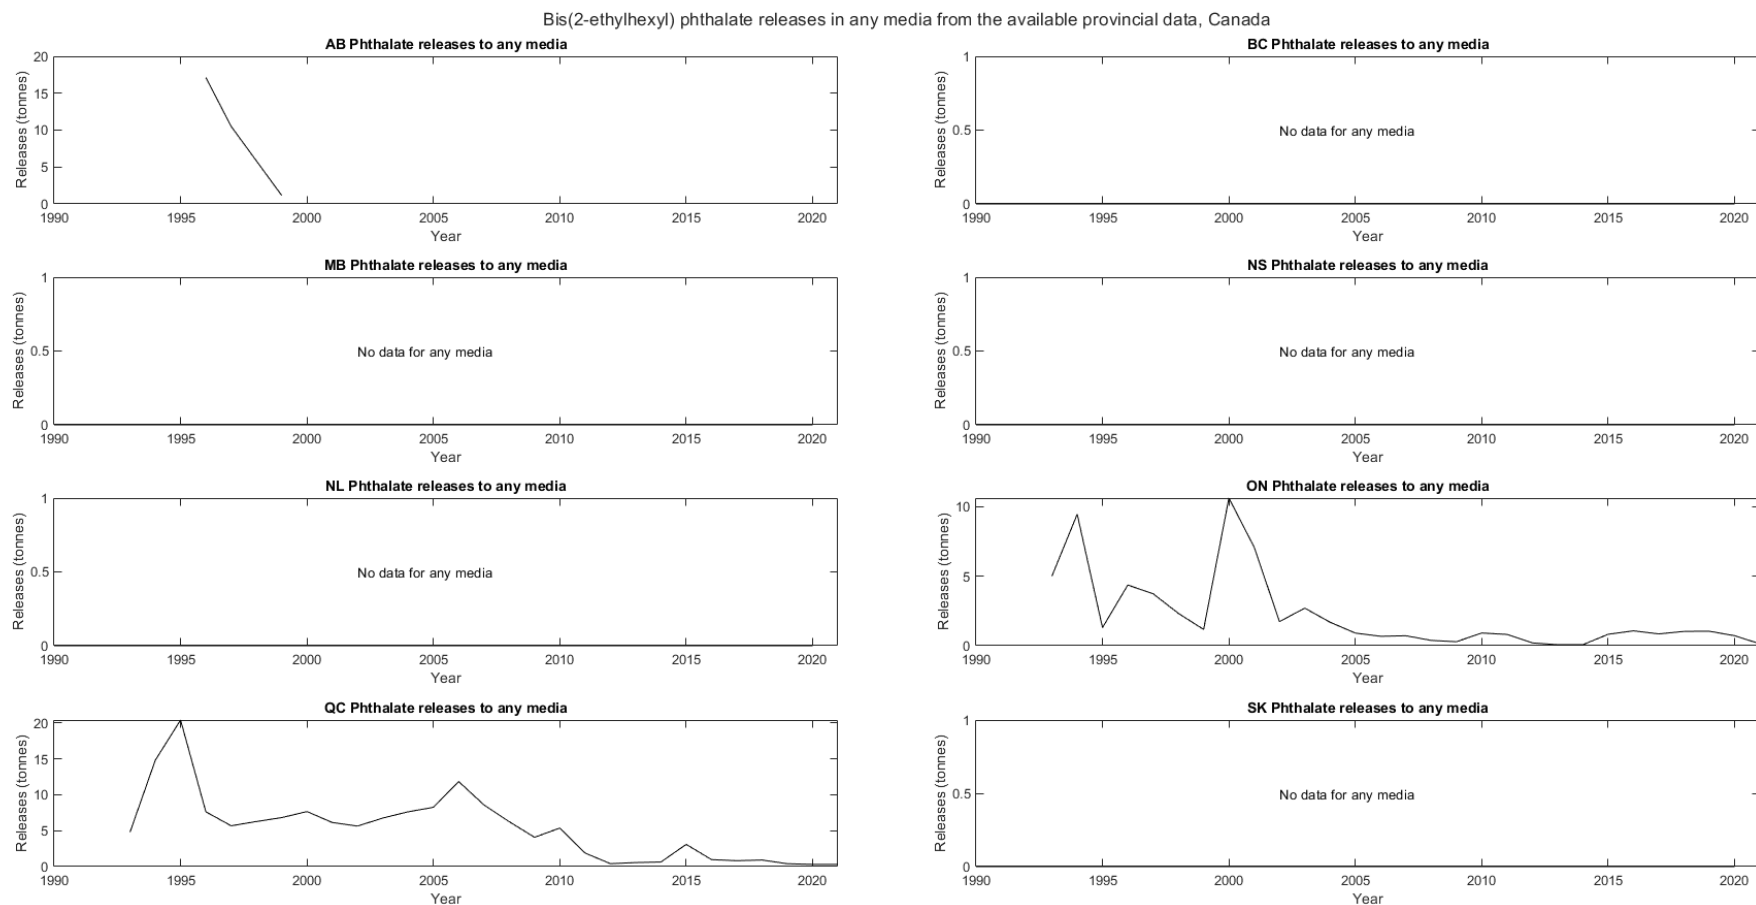 Bis(2-ethylhexyl) phthalate releases in any media from the available provincial data, Canada
AB Phthalate releases to any media
20
15
10
5
0
Releases (tonnes)
1990 1995 2000 2005 2010 2015 2020
Year
BC Phthalate releases to any media
1
0.5
0
Releases (tonnes)
No data for any media
1990 1995 2000 2005 2010 2015 2020
Year
MB Phthalate releases to any media
1
0.5
0
Releases (tonnes)
No data for any media
1990 1995 2000 2005 2010 2015 2020
Year
NS Phthalate releases to any media
1
0.5
0
Releases (tonnes)
No data for any media
1990 1995 2000 2005 2010 2015 2020
Year
NL Phthalate releases to any media
1
0.5
0
Releases (tonnes)
No data for any media
1990 1995 2000 2005 2010 2015 2020
Year
ON Phthalate releases to any media
10
5
0
Releases (tonnes)
1990 1995 2000 2005 2010 2015 2020
Year
QC Phthalate releases to any media
20
15
10
5
0
Releases (tonnes)
1990 1995 2000 2005 2010 2015 2020
Year
SK Phthalate releases to any media
1
0.5
0
Releases (tonnes)
No data for any media
1990 1995 2000 2005 2010 2015 2020
Year